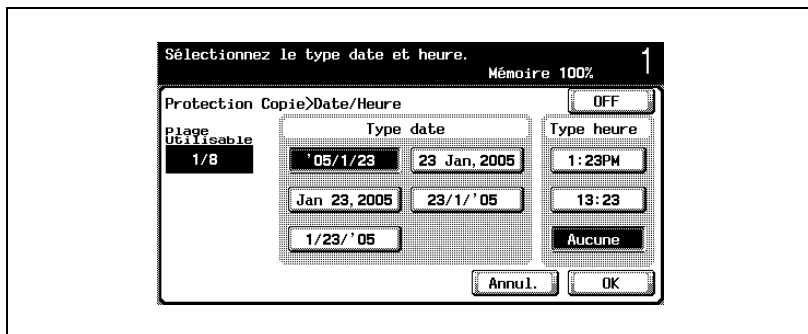 Sélectionnez le type date et heure.
Mémoire 100%
1
Protection Copie>Date/Heure
OFF
Plage
Utilisable
1/8
Type date
Type heure
'05/1/23
23 Jan,2005
1:23PM
Jan 23,2005
23/1/'05
13:23
1/23/'05
Aucune
Annul.
OK